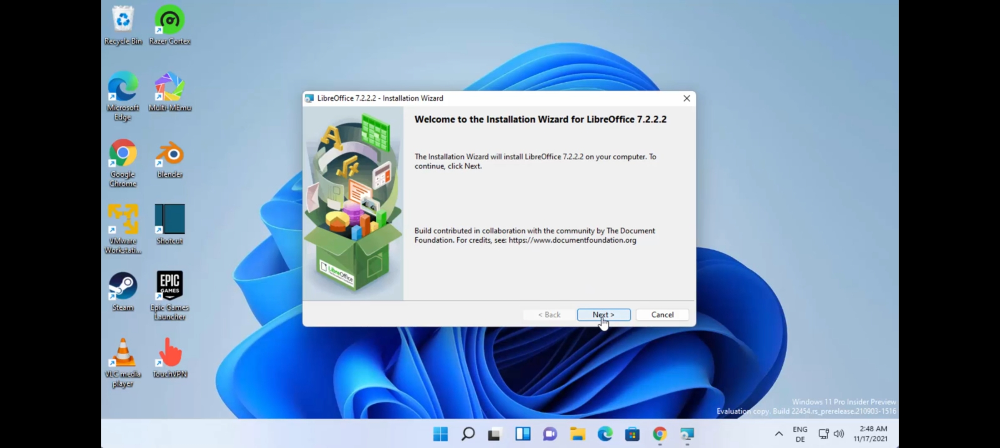 Recycle Bin
Razer Cortex
Microsoft
Edge
Multi-MEmu
Google
Chrome
blender
VMware
Workstati...
Shotcut
Steam
EPIC
GAMES
Epic Games
Launcher
VLC media
player
TouchVPN
LibreOffice 7.2.2.2 - Installation Wizard
Welcome to the Installation Wizard for LibreOffice 7.2.2.2
The Installation Wizard will install LibreOffice 7.2.2.2 on your computer. To
continue, click Next.
Build contributed in collaboration with the community by The Document
Foundation. For credits, see: https://www.documentfoundation.org
LibreOffice
The Document Foundation
< Back
Next >
Cancel
Windows 11 Pro Insider Preview
Evaluation copy. Build 22454.rs_prerelease.210903-1516
ENG
DE
2:48 AM
11/17/2021